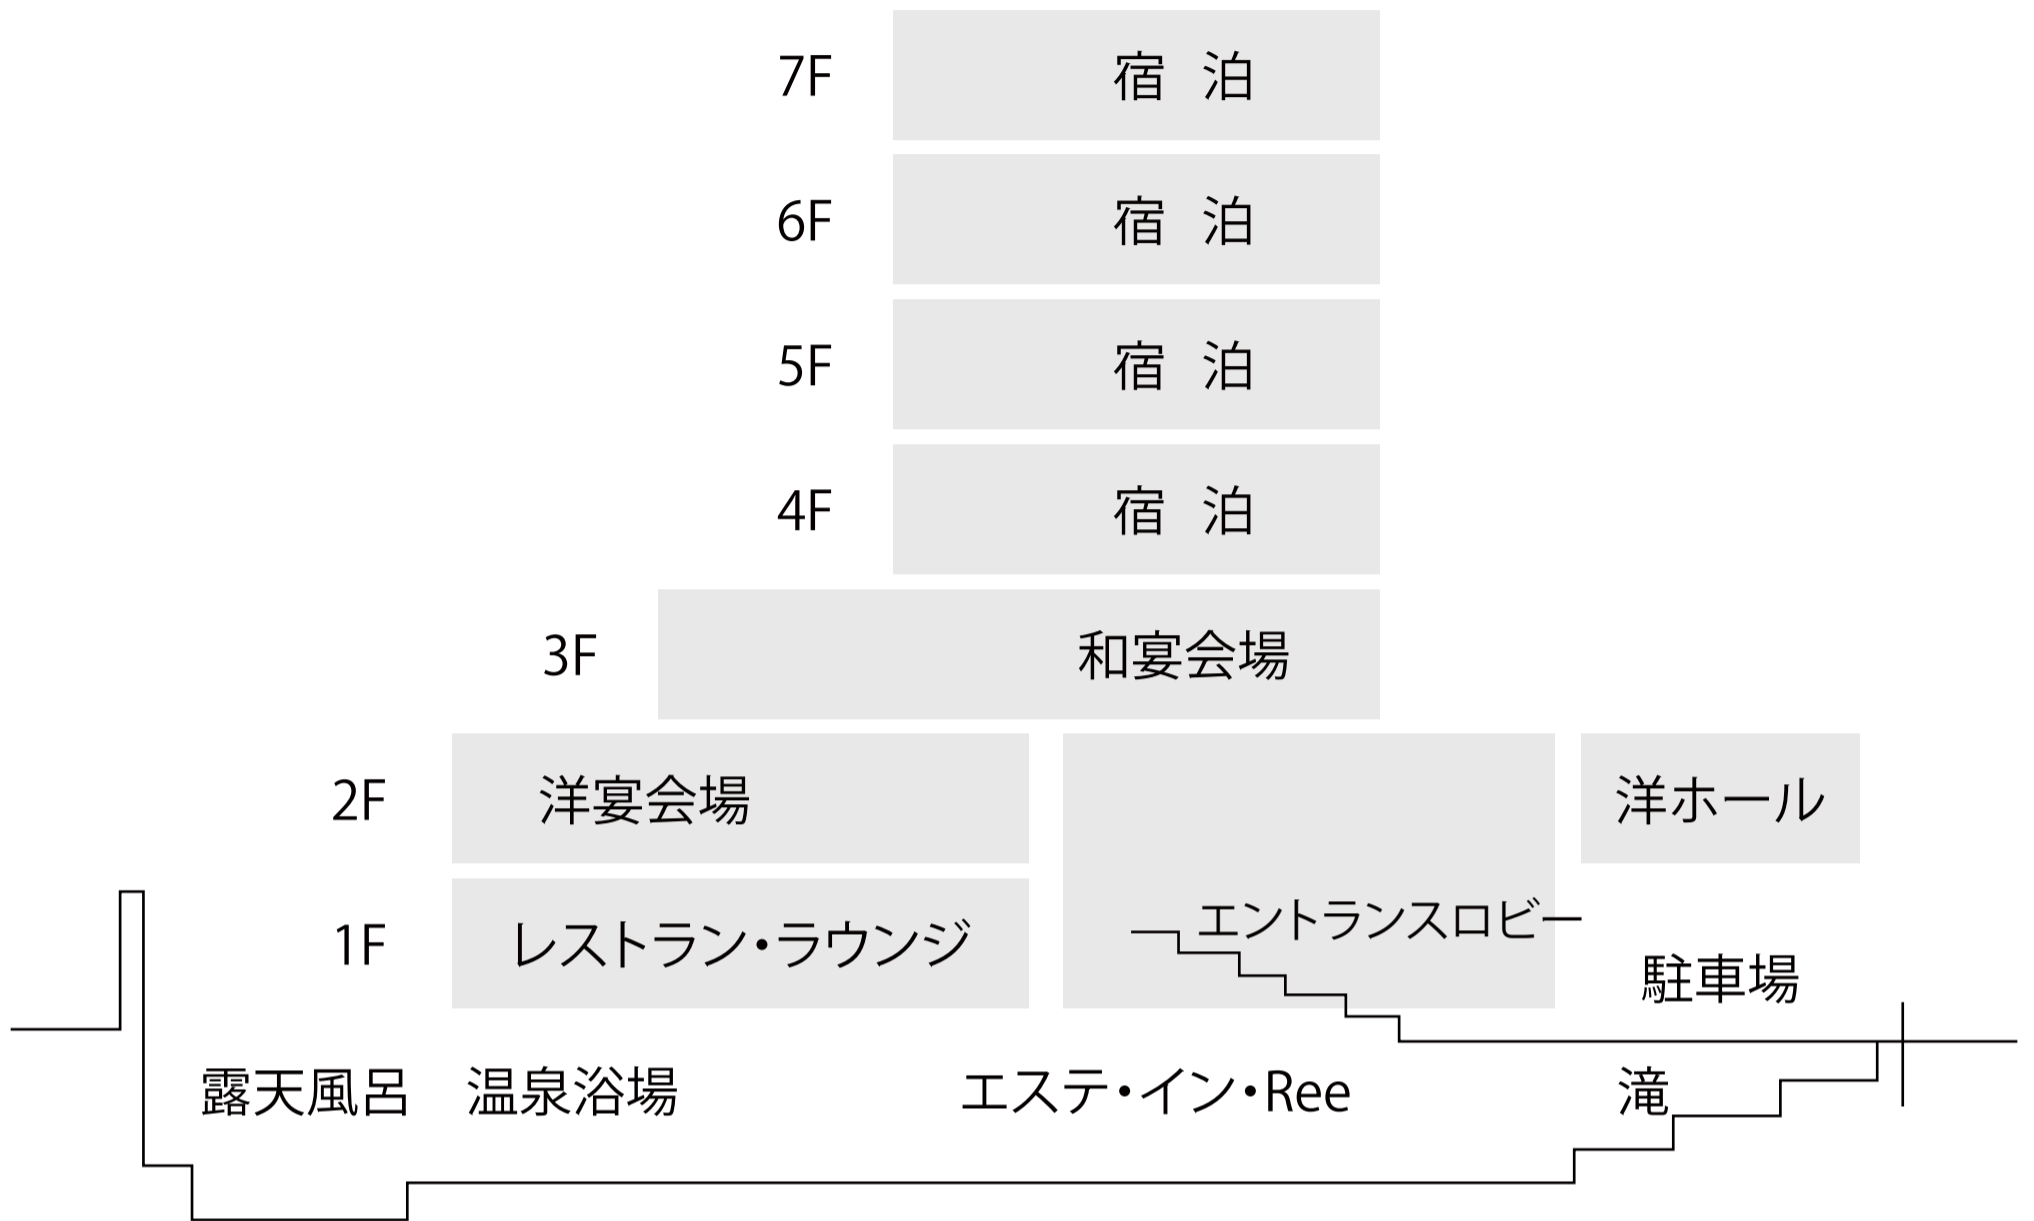 7F 宿 泊
6F 宿 泊
5F 宿 泊
4F 宿 泊
3F 和宴会場
2F 洋宴会場 洋ホール
1F レストラン・ラウンジ エントランスロビー
駐車場
露天風呂 温泉浴場 エステ・イン・Ree 滝